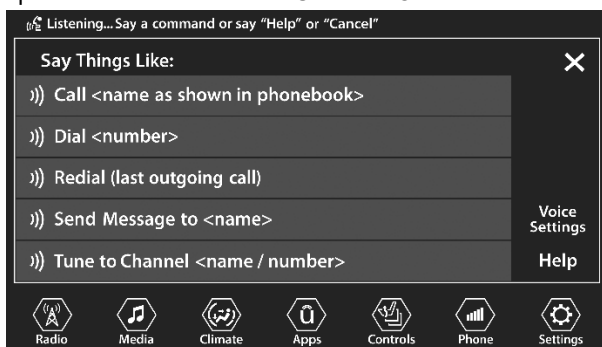 Listening...Say a command or say “Help” or “Cancel”
Say Things Like:
Call <name as shown in phonebook>
Dial <number>
Redial (last outgoing call)
Send Message to <name>
Tune to Channel <name / number>
Voice
Settings
Help
Radio Media Climate Apps Controls Phone Settings